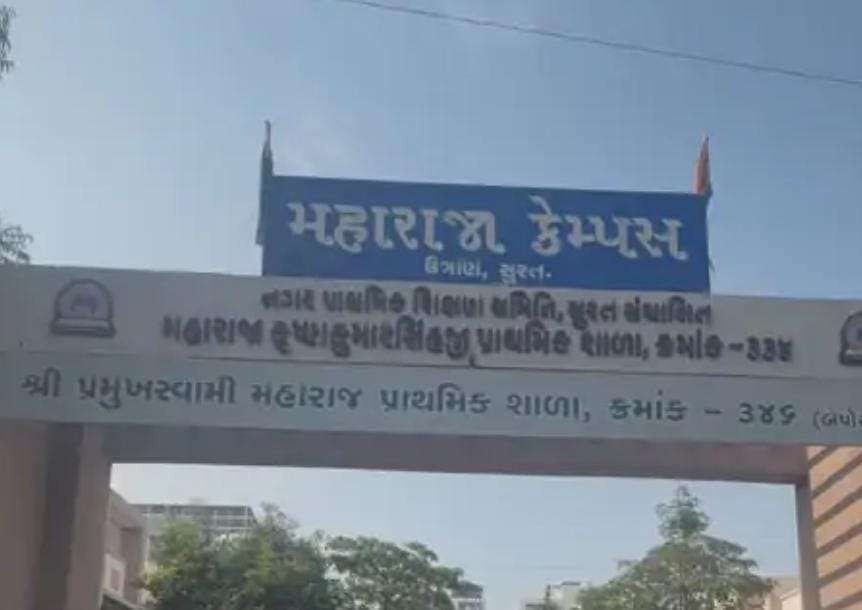 મહારાજા કેમ્પસ
ઉત્રાણ, સુરત.
નગર પ્રાથમિક શિક્ષણ સમિતિ, સુરત સંચાલિત
મહારાજા કૃષ્ણકુમારસિંહજી પ્રાથમિક શાળા, ક્રમાંક -૩૩૪
શ્રી પ્રમુખસ્વામી મહારાજ પ્રાથમિક શાળા, ક્રમાંક - ૩૪૬